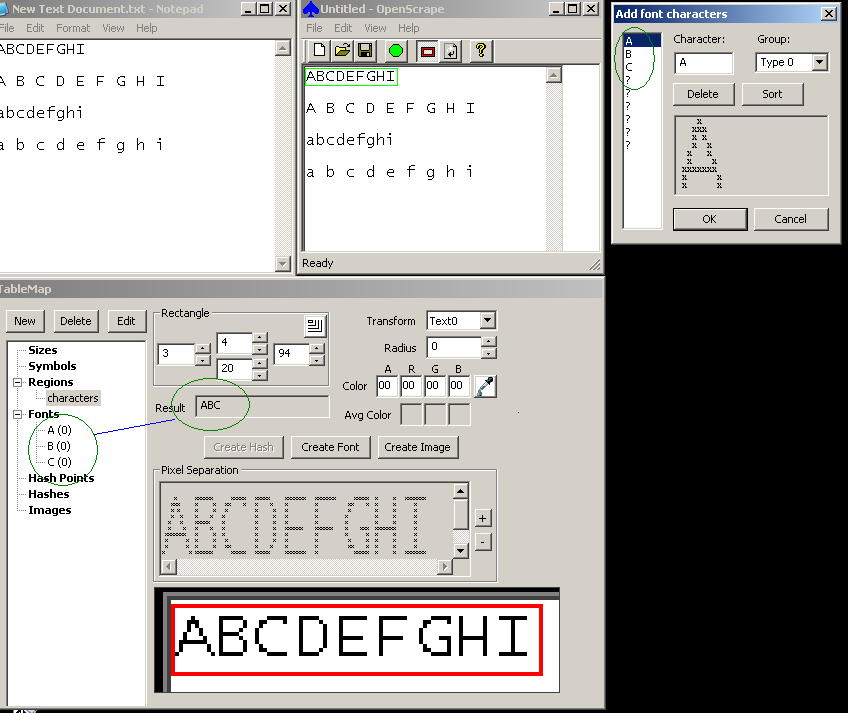 New Text Document.txt - Notepad
File Edit Format View Help
ABCDEFGHI
A B C D E F G H I
abcdefghi
a b c d e f g h i
Untitled - OpenScrape
File Edit View Help
ABCDEFGHI
A B C D E F G H I
abcdefghi
a b c d e f g h i
Ready
Add font characters
A
B
C
?
?
?
?
?
?
Character:
Group:
A
Type 0
Delete
Sort
OK
Cancel
TableMap
New
Delete
Edit
Sizes
Symbols
Regions
characters
Fonts
A (0)
B (0)
C (0)
Hash Points
Hashes
Images
Rectangle
3
4
20
94
Transform
Text0
Radius
0
A R G B
Color
00 00 00 00
Avg Color
Result
ABC
Create Hash
Create Font
Create Image
Pixel Separation
ABCDEFGHI
+
-
ABCDEFGHI